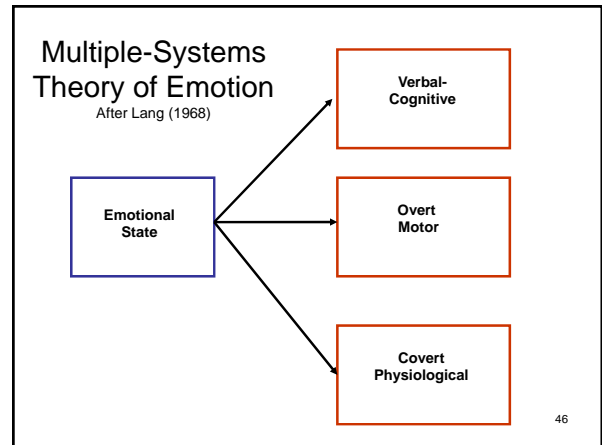 Multiple-Systems
Theory of Emotion
After Lang (1968)
Verbal-
Cognitive
Emotional
State
Overt
Motor
Covert
Physiological
46